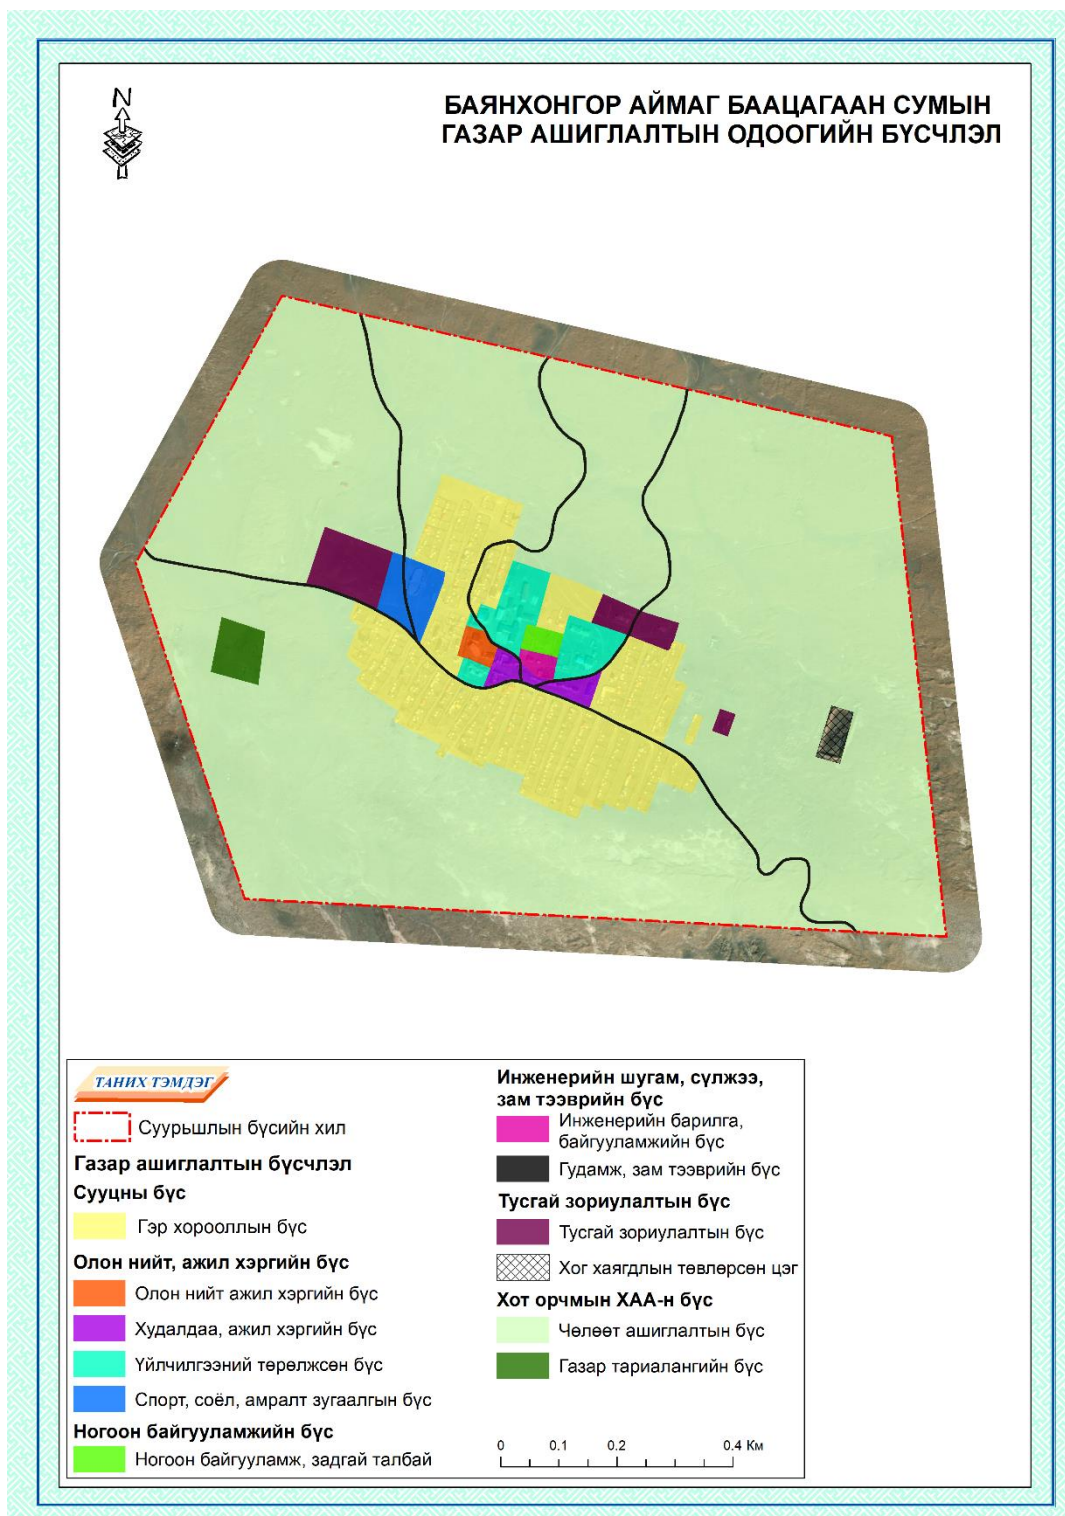 N
БАЯНХОНГОР АЙМАГ БААЦАГААН СУМЫН
ГАЗАР АШИГЛАЛТЫН ОДООГИЙН БҮСЧЛЭЛ
ТАНИХ ТЭМДЭГ
Суурьшлын бүсийн хил
Газар ашиглалтын бүсчлэл
Сууцны бүс
Гэр хорооллын бүс
Олон нийт, ажил хэргийн бүс
Олон нийт ажил хэргийн бүс
Худалдаа, ажил хэргийн бүс
Үйлчилгээний төрөлжсөн бүс
Спорт, соёл, амралт зугаалгын бүс
Ногоон байгууламжийн бүс
Ногоон байгууламж, задгай талбай
Инженерийн шугам, сүлжээ,
зам тээврийн бүс
Инженерийн барилга,
байгууламжийн бүс
Гудамж, зам тээврийн бүс
Тусгай зориулалтын бүс
Тусгай зориулалтын бүс
Хог хаягдлын төвлөрсөн цэг
Хот орчмын ХАА-н бүс
Чөлөөт ашиглалтын бүс
Газар тариалангийн бүс
0 0.1 0.2 0.4 Км